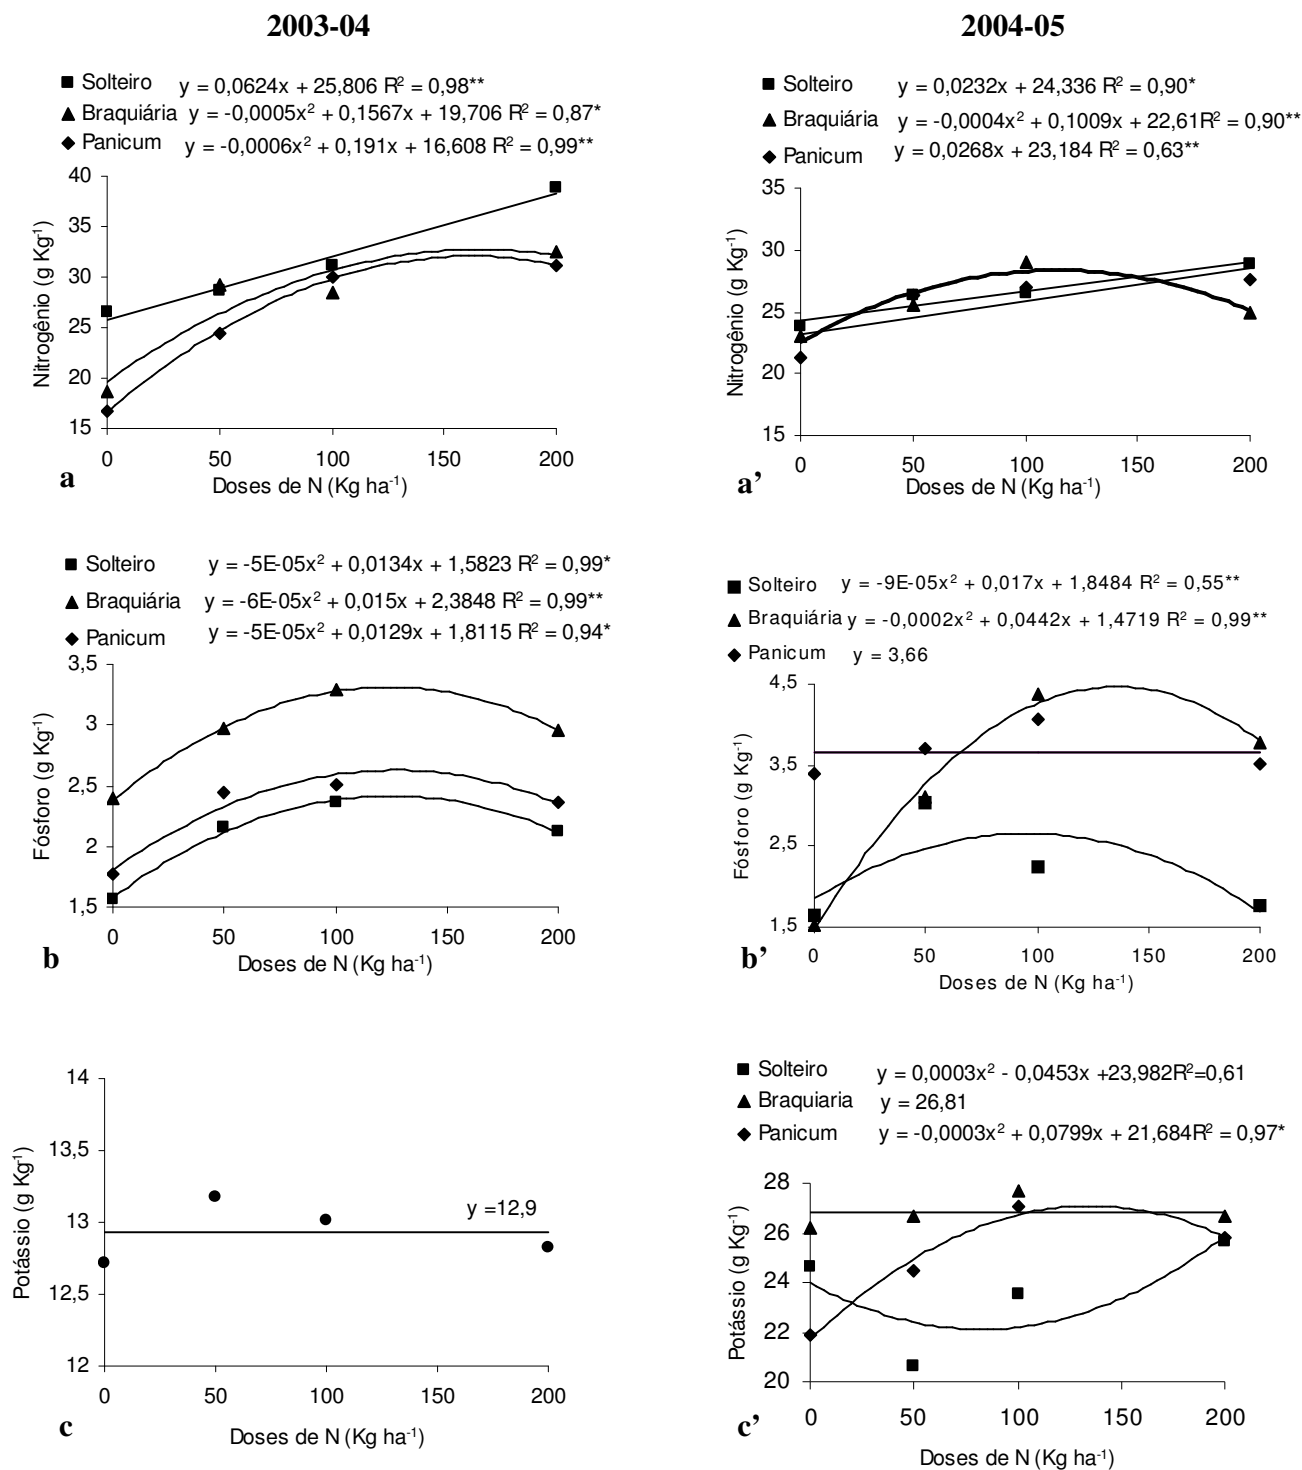 2003-04
2004-05
Solteiro y = 0,0624x + 25,806 R² = 0,98**
Braquiária y = -0,0005x² + 0,1567x + 19,706 R² = 0,87*
Panicum y = -0,0006x² + 0,191x + 16,608 R² = 0,99**
40
35
30
25
20
15
Nitrogênio (g Kg⁻¹)
0 50 100 150 200
Doses de N (Kg ha⁻¹)
a
Solteiro y = 0,0232x + 24,336 R² = 0,90*
Braquiária y = -0,0004x² + 0,1009x + 22,61R² = 0,90**
Panicum y = 0,0268x + 23,184 R² = 0,63**
35
30
25
20
15
Nitrogênio (g Kg⁻¹)
0 50 100 150 200
Doses de N (Kg ha⁻¹)
a’
Solteiro y = -5E-05x² + 0,0134x + 1,5823 R² = 0,99*
Braquiária y = -6E-05x² + 0,015x + 2,3848 R² = 0,99**
Panicum y = -5E-05x² + 0,0129x + 1,8115 R² = 0,94*
3,5
3
2,5
2
1,5
Fósforo (g Kg⁻¹)
0 50 100 150 200
Doses de N (Kg ha⁻¹)
b
Solteiro y = -9E-05x² + 0,017x + 1,8484 R² = 0,55**
Braquiária y = -0,0002x² + 0,0442x + 1,4719 R² = 0,99**
Panicum y = 3,66
4,5
3,5
2,5
1,5
Fósforo (g Kg⁻¹)
0 50 100 150 200
Doses de N (Kg ha⁻¹)
b’
14
13,5
13
12,5
12
Potássio (g Kg⁻¹)
y =12,9
0 50 100 150 200
Doses de N (Kg ha⁻¹)
c
Solteiro y = 0,0003x² - 0,0453x +23,982R²=0,61
Braquiaria y = 26,81
Panicum y = -0,0003x² + 0,0799x + 21,684R² = 0,97*
28
26
24
22
20
Potássio (g Kg⁻¹)
0 50 100 150 200
Doses de N (Kg ha⁻¹)
c’